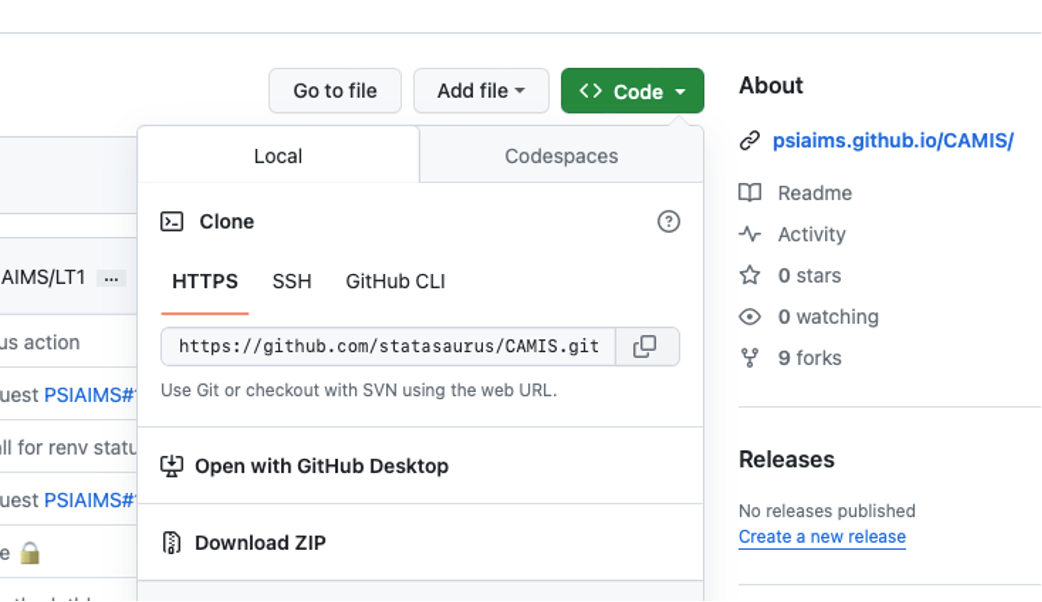 Go to file
Add file
Code
About
Local
Codespaces
psiaims.github.io/CAMIS/
Clone
Readme
Activity
AIMS/LT1 ...
HTTPS
SSH
GitHub CLI
0 stars
0 watching
us action
https://github.com/statasaurus/CAMIS.git
9 forks
uest PSIAIMS#
Use Git or checkout with SVN using the web URL.
ll for renv statu
Open with GitHub Desktop
Releases
uest PSIAIMS#
No releases published
Create a new release
e
Download ZIP